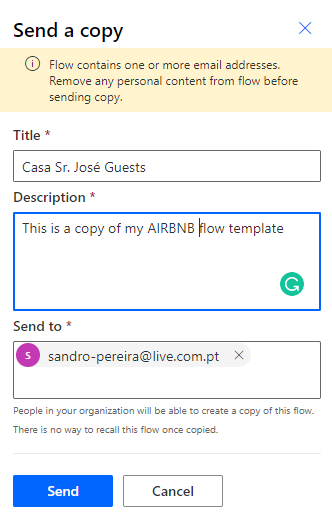 Send a copy
Flow contains one or more email addresses.
Remove any personal content from flow before
sending copy.
Title *
Casa Sr. José Guests
Description *
This is a copy of my AIRBNB flow template
Send to *
S sandro-pereira@live.com.pt
People in your organization will be able to create a copy of this flow.
There is no way to recall this flow once copied.
Send Cancel